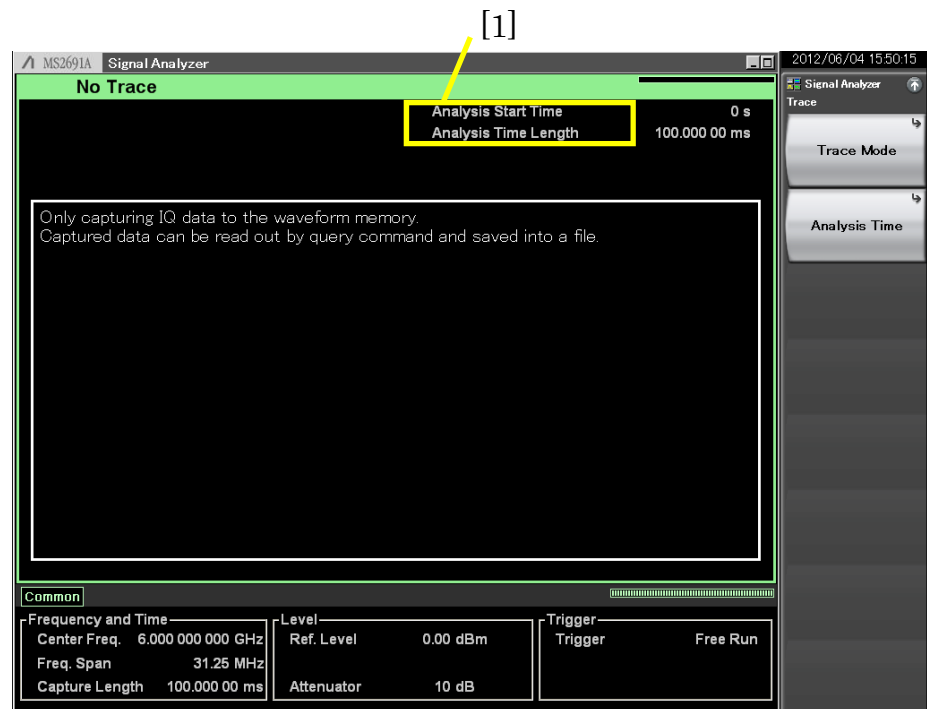 [1]
MS2691A Signal Analyzer
2012/06/04 15:50:15
No Trace
Signal Analyzer
Trace
Analysis Start Time 0 s
Analysis Time Length 100.000 00 ms
Trace Mode
Analysis Time
Only capturing IQ data to the waveform memory.
Captured data can be read out by query command and saved into a file.
Common
Frequency and Time
Center Freq. 6.000 000 000 GHz
Freq. Span 31.25 MHz
Capture Length 100.000 00 ms
Level
Ref. Level 0.00 dBm
Attenuator 10 dB
Trigger
Trigger Free Run